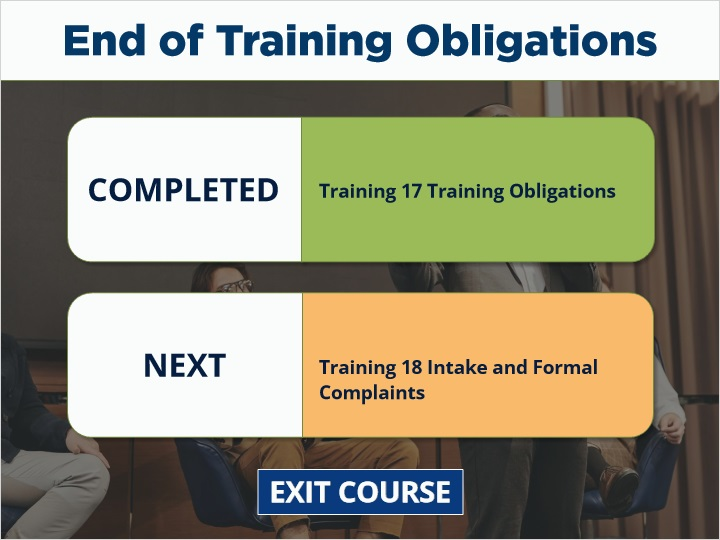 End of Training Obligations
COMPLETED
Training 17 Training Obligations
NEXT
Training 18 Intake and Formal
Complaints
EXIT COURSE